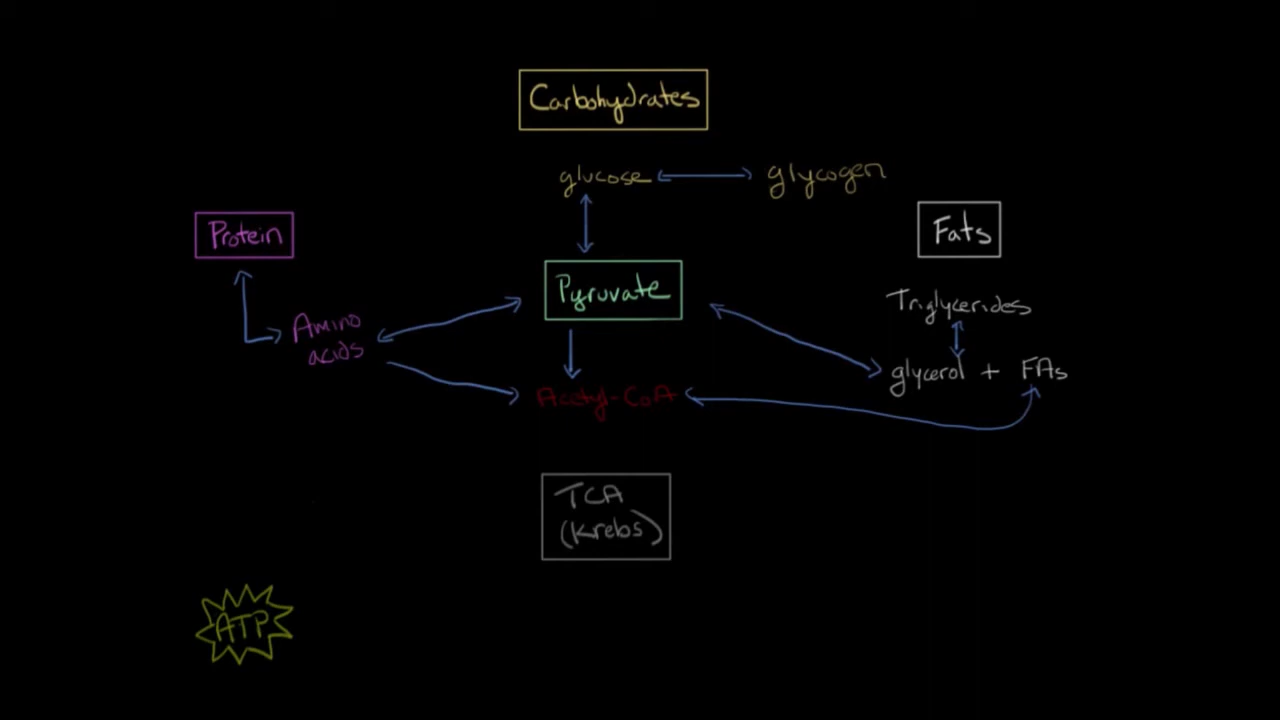 Carbohydrates
glucose
glycogen
Protein
Fats
Pyruvate
Triglycerides
Amino
acids
glycerol + FAs
Acetyl-CoA
TCA
(Krebs)
ATP